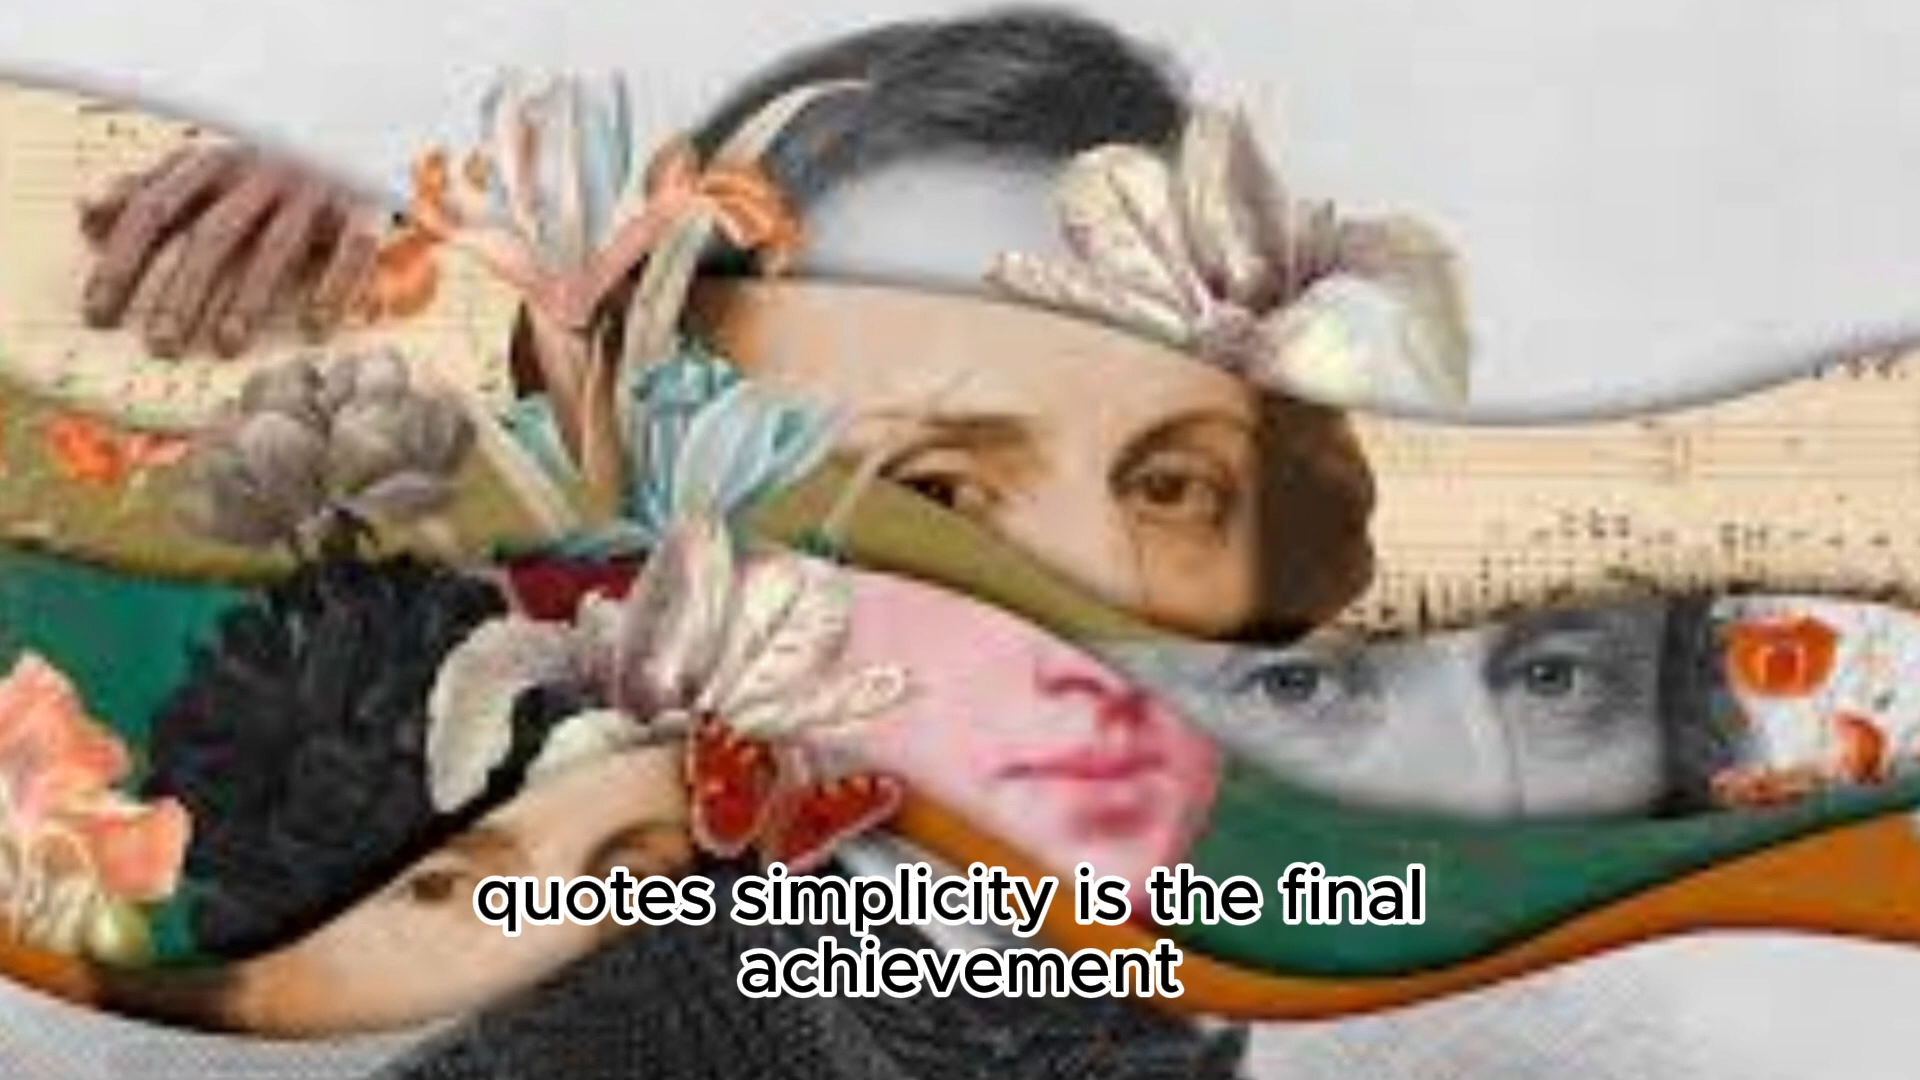 quotes simplicity is the final
achievement